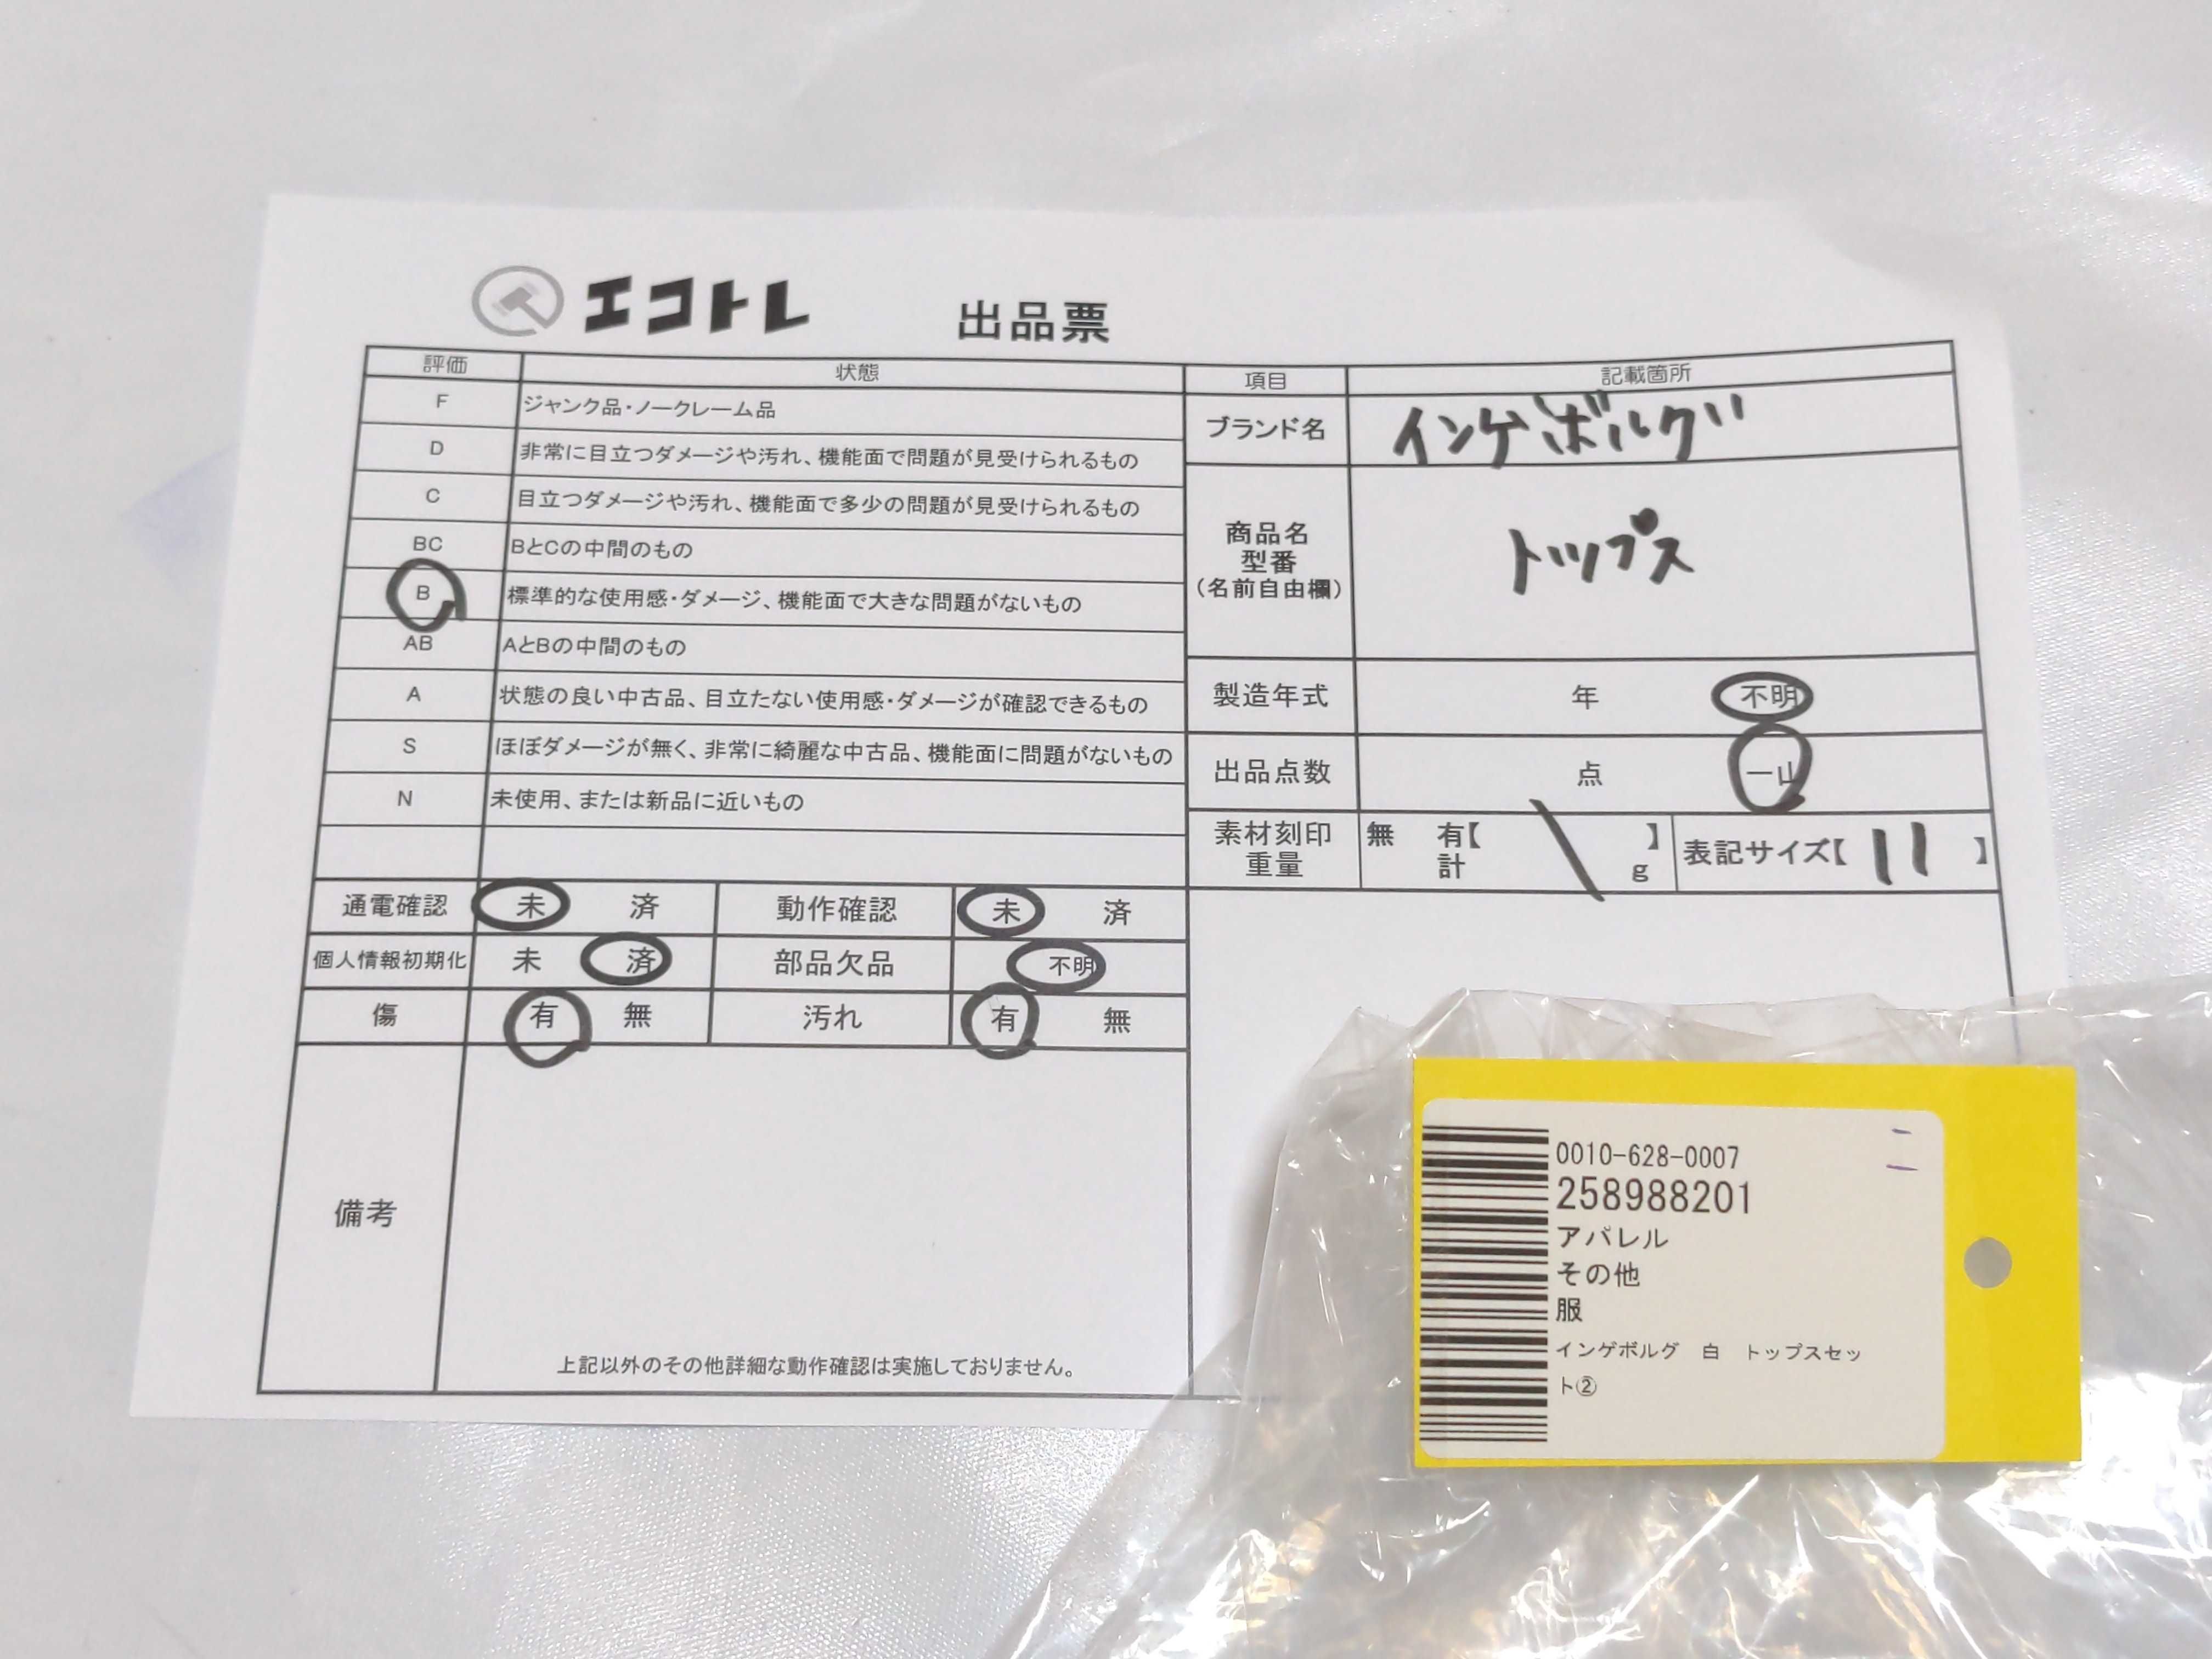 エコトレ 出品票
評価 状態
F ジャンク品・ノークレーム品
D 非常に目立つダメージや汚れ、機能面で問題が見受けられるもの
C 目立つダメージや汚れ、機能面で多少の問題が見受けられるもの
BC BとCの中間のもの
B 標準的な使用感・ダメージ、機能面で大きな問題がないもの
AB AとBの中間のもの
A 状態の良い中古品、目立たない使用感・ダメージが確認できるもの
S ほぼダメージが無く、非常に綺麗な中古品、機能面に問題がないもの
N 未使用、または新品に近いもの
項目 記載箇所
ブランド名 インゲボルグ
商品名
型番
(名前自由欄)
トップス
製造年式 年 不明
出品点数 点 一山
素材刻印 無 有【 】
重量 計 g
表記サイズ【 11 】
通電確認 未 済 動作確認 未 済
個人情報初期化 未 済 部品欠品 不明
傷 有 無 汚れ 有 無
備考
上記以外のその他詳細な動作確認は実施しておりません。
0010-628-0007
258988201
アパレル
その他
服
インゲボルグ 白 トップスセッ
ト②